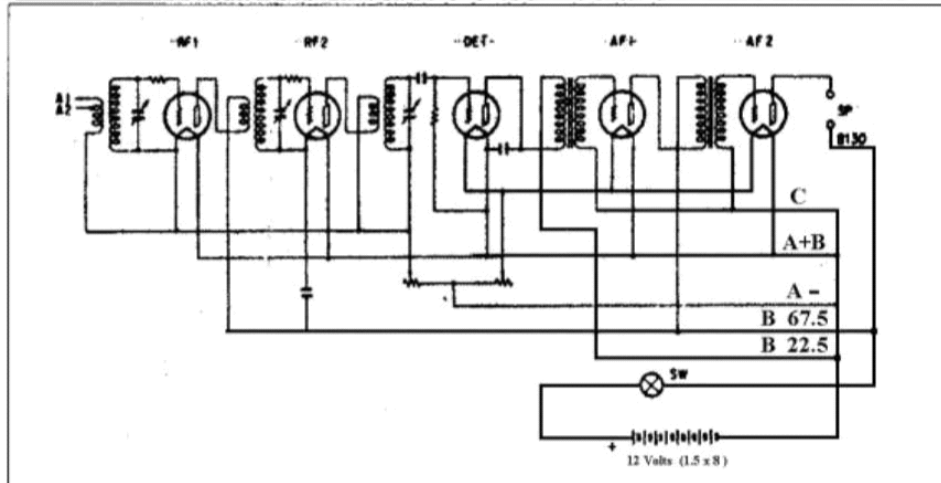 RF1 RF2 -DET- AF1 AF2
A1
A2
SP
B130
C
A+B
A -
B 67.5
B 22.5
SW
+
12 Volts (1.5 x 8)